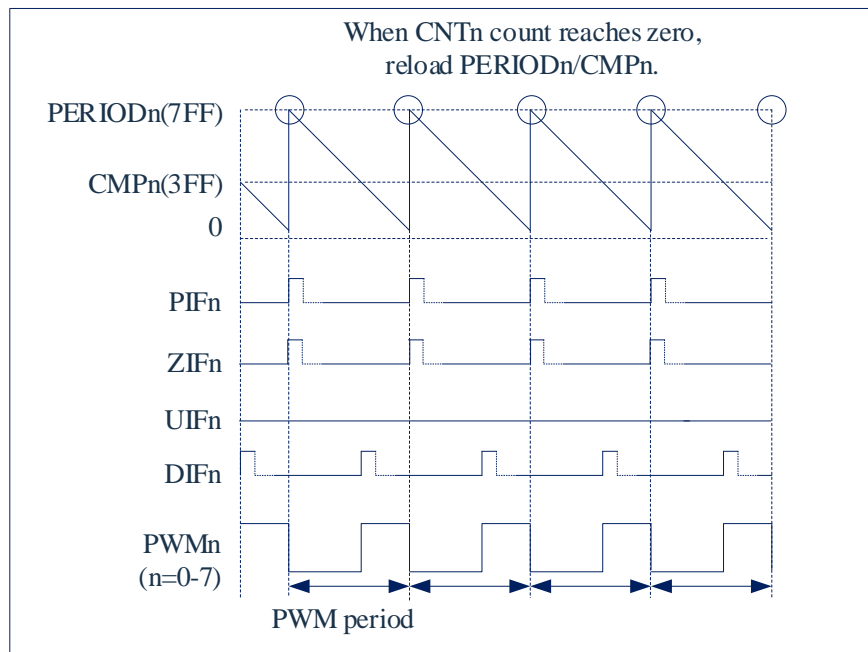 When CNTn count reaches zero,
reload PERIODn/CMPn.
PERIODn(7FF)
CMPn(3FF)
0
PIFn
ZIFn
UIFn
DIFn
PWMn
(n=0-7)
PWM period